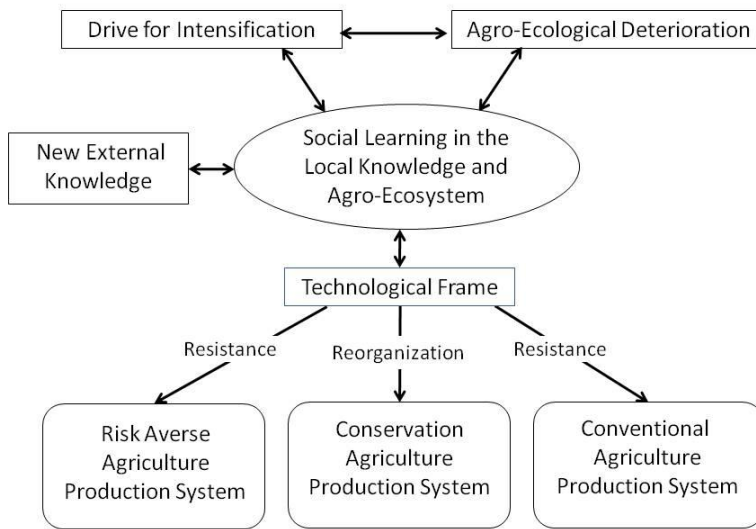 Drive for Intensification
Agro-Ecological Deterioration
New External
Knowledge
Social Learning in the
Local Knowledge and
Agro-Ecosystem
Technological Frame
Resistance
Reorganization
Resistance
Risk Averse
Agriculture
Production System
Conservation
Agriculture
Production System
Conventional
Agriculture
Production System